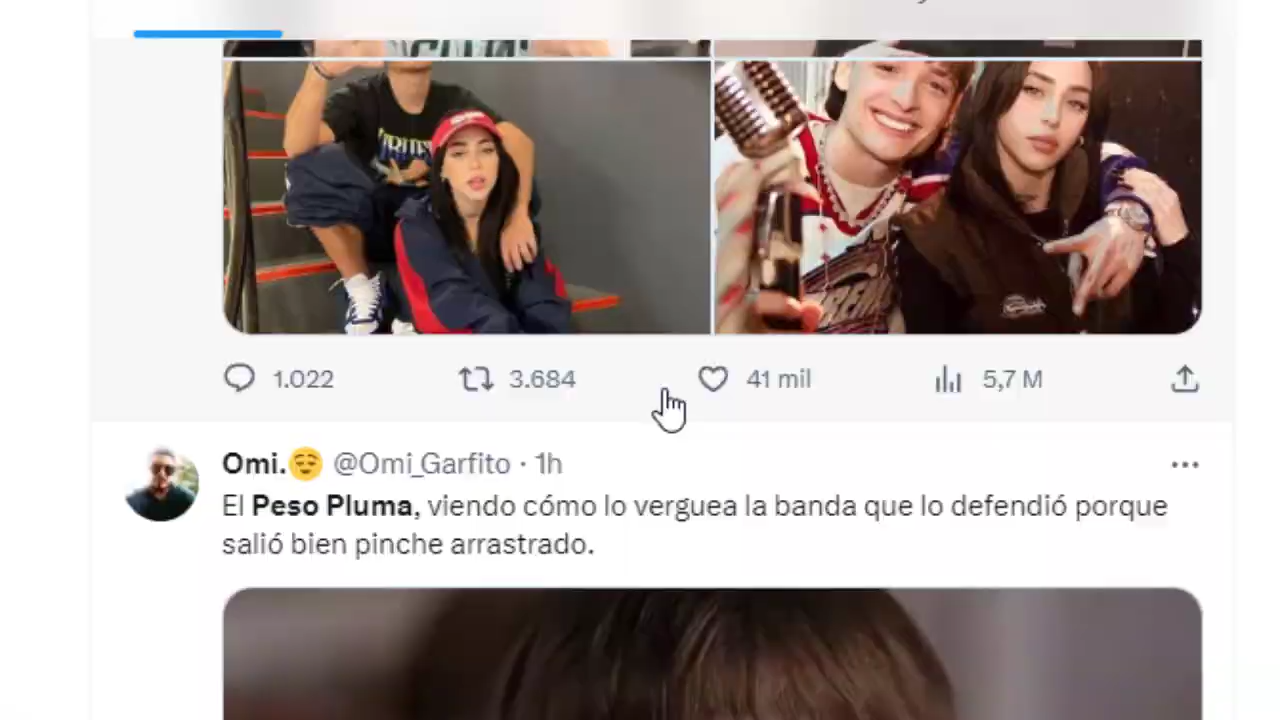 1.022 3.684 41 mil 5,7 M
Omi.😌 @Omi_Garfito · 1h
El Peso Pluma, viendo cómo lo verguea la banda que lo defendió porque
salió bien pinche arrastrado.